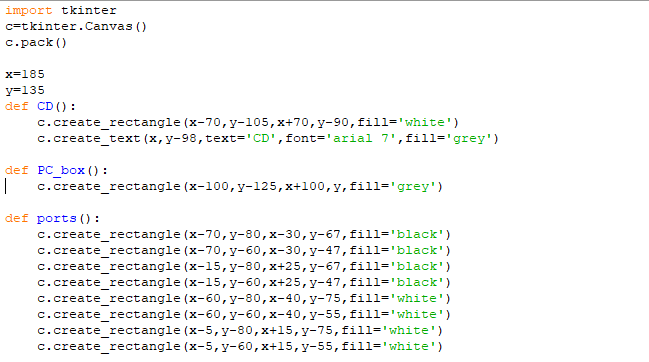 import tkinter
c=tkinter.Canvas()
c.pack()

x=185
y=135
def CD():
    c.create_rectangle(x-70,y-105,x+70,y-90,fill='white')
    c.create_text(x,y-98,text='CD',font='arial 7',fill='grey')

def PC_box():
    c.create_rectangle(x-100,y-125,x+100,y,fill='grey')

def ports():
    c.create_rectangle(x-70,y-80,x-30,y-67,fill='black')
    c.create_rectangle(x-70,y-60,x-30,y-47,fill='black')
    c.create_rectangle(x-15,y-80,x+25,y-67,fill='black')
    c.create_rectangle(x-15,y-60,x+25,y-47,fill='black')
    c.create_rectangle(x-60,y-80,x-40,y-75,fill='white')
    c.create_rectangle(x-60,y-60,x-40,y-55,fill='white')
    c.create_rectangle(x-5,y-80,x+15,y-75,fill='white')
    c.create_rectangle(x-5,y-60,x+15,y-55,fill='white')